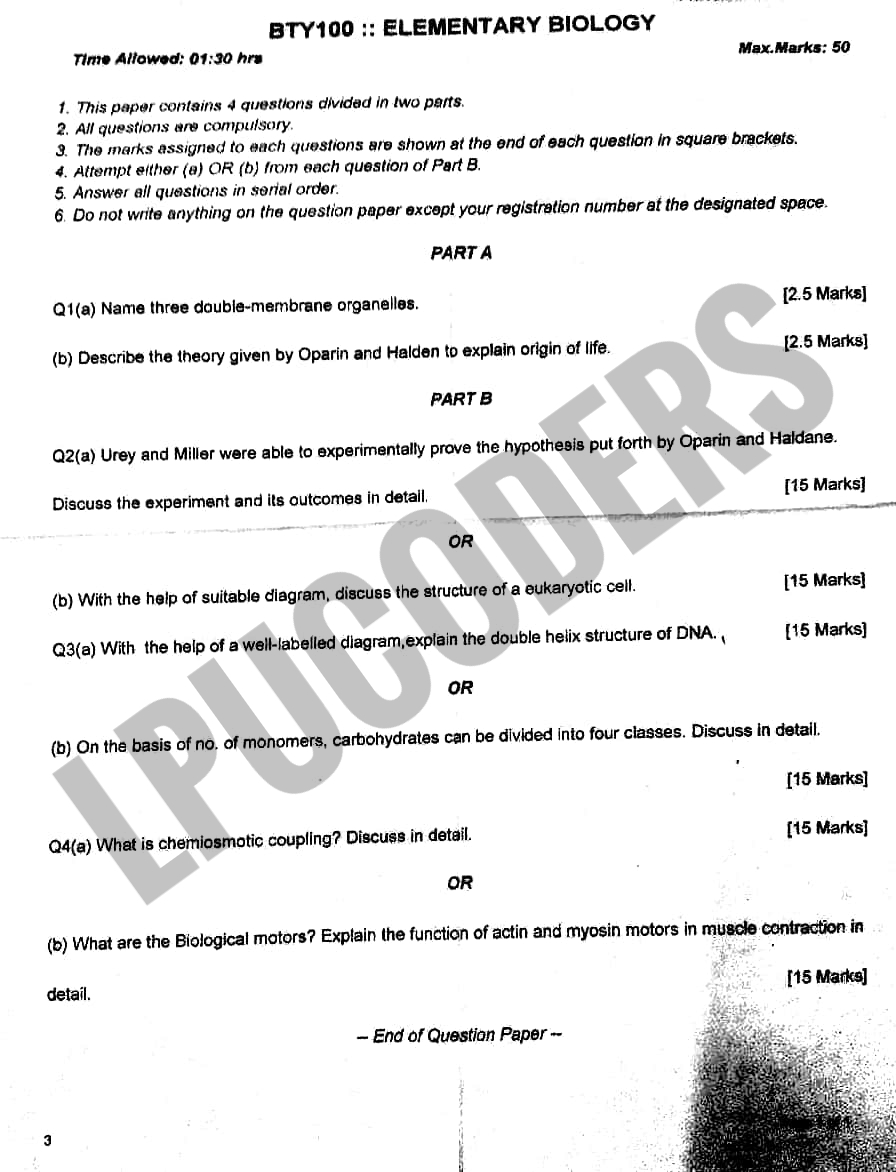 BTY100 :: ELEMENTARY BIOLOGY
Time Allowed: 01:30 hrs
Max.Marks: 50
1. This paper contains 4 questions divided in two parts.
2. All questions are compulsory.
3. The marks assigned to each questions are shown at the end of each question in square brackets.
4. Attempt either (a) OR (b) from each question of Part B.
5. Answer all questions in serial order.
6. Do not write anything on the question paper except your registration number at the designated space.
PART A
Q1(a) Name three double-membrane organelles.
[2.5 Marks]
(b) Describe the theory given by Oparin and Halden to explain origin of life.
[2.5 Marks]
PART B
Q2(a) Urey and Miller were able to experimentally prove the hypothesis put forth by Oparin and Haldane.
Discuss the experiment and its outcomes in detail.
[15 Marks]
OR
(b) With the help of suitable diagram, discuss the structure of a eukaryotic cell.
[15 Marks]
Q3(a) With the help of a well-labelled diagram,explain the double helix structure of DNA.
[15 Marks]
OR
(b) On the basis of no. of monomers, carbohydrates can be divided into four classes. Discuss in detail.
[15 Marks]
Q4(a) What is chemiosmotic coupling? Discuss in detail.
[15 Marks]
OR
(b) What are the Biological motors? Explain the function of actin and myosin motors in muscle contraction in
detail.
[15 Marks]
-- End of Question Paper --
3
LPUCODERS